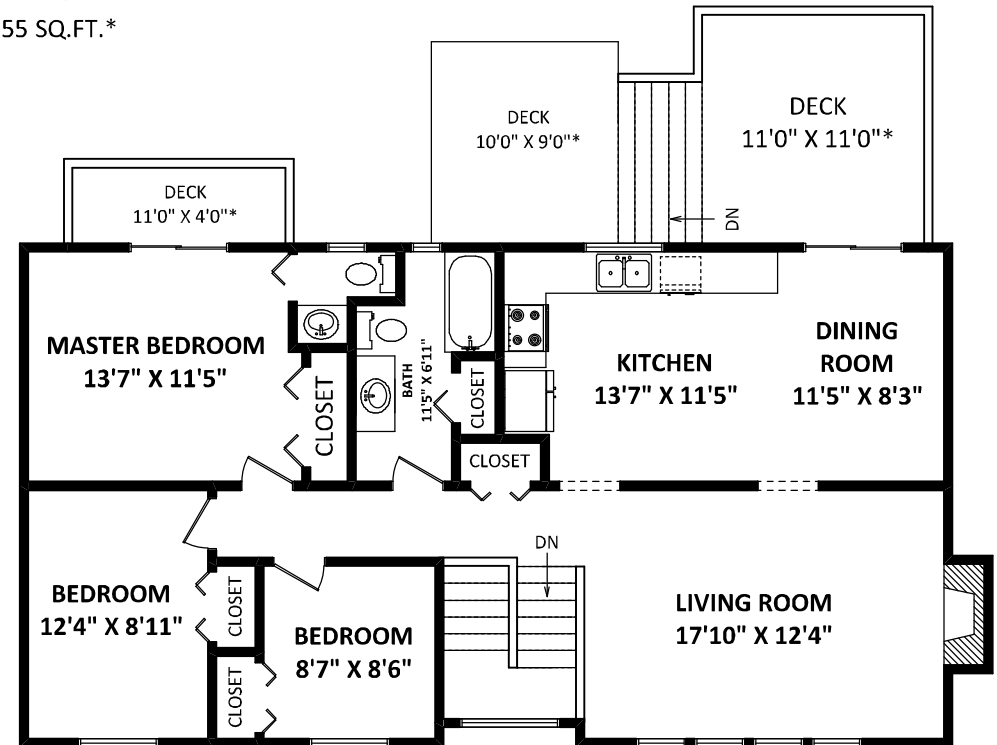 55 SQ.FT.*
DECK
10'0" X 9'0"*
DECK
11'0" X 11'0"*
DECK
11'0" X 4'0"*
DN
MASTER BEDROOM
13'7" X 11'5"
CLOSET
BATH
11'5" X 6'11"
CLOSET
KITCHEN
13'7" X 11'5"
DINING
ROOM
11'5" X 8'3"
CLOSET
DN
BEDROOM
12'4" X 8'11"
CLOSET
BEDROOM
8'7" X 8'6"
CLOSET
LIVING ROOM
17'10" X 12'4"